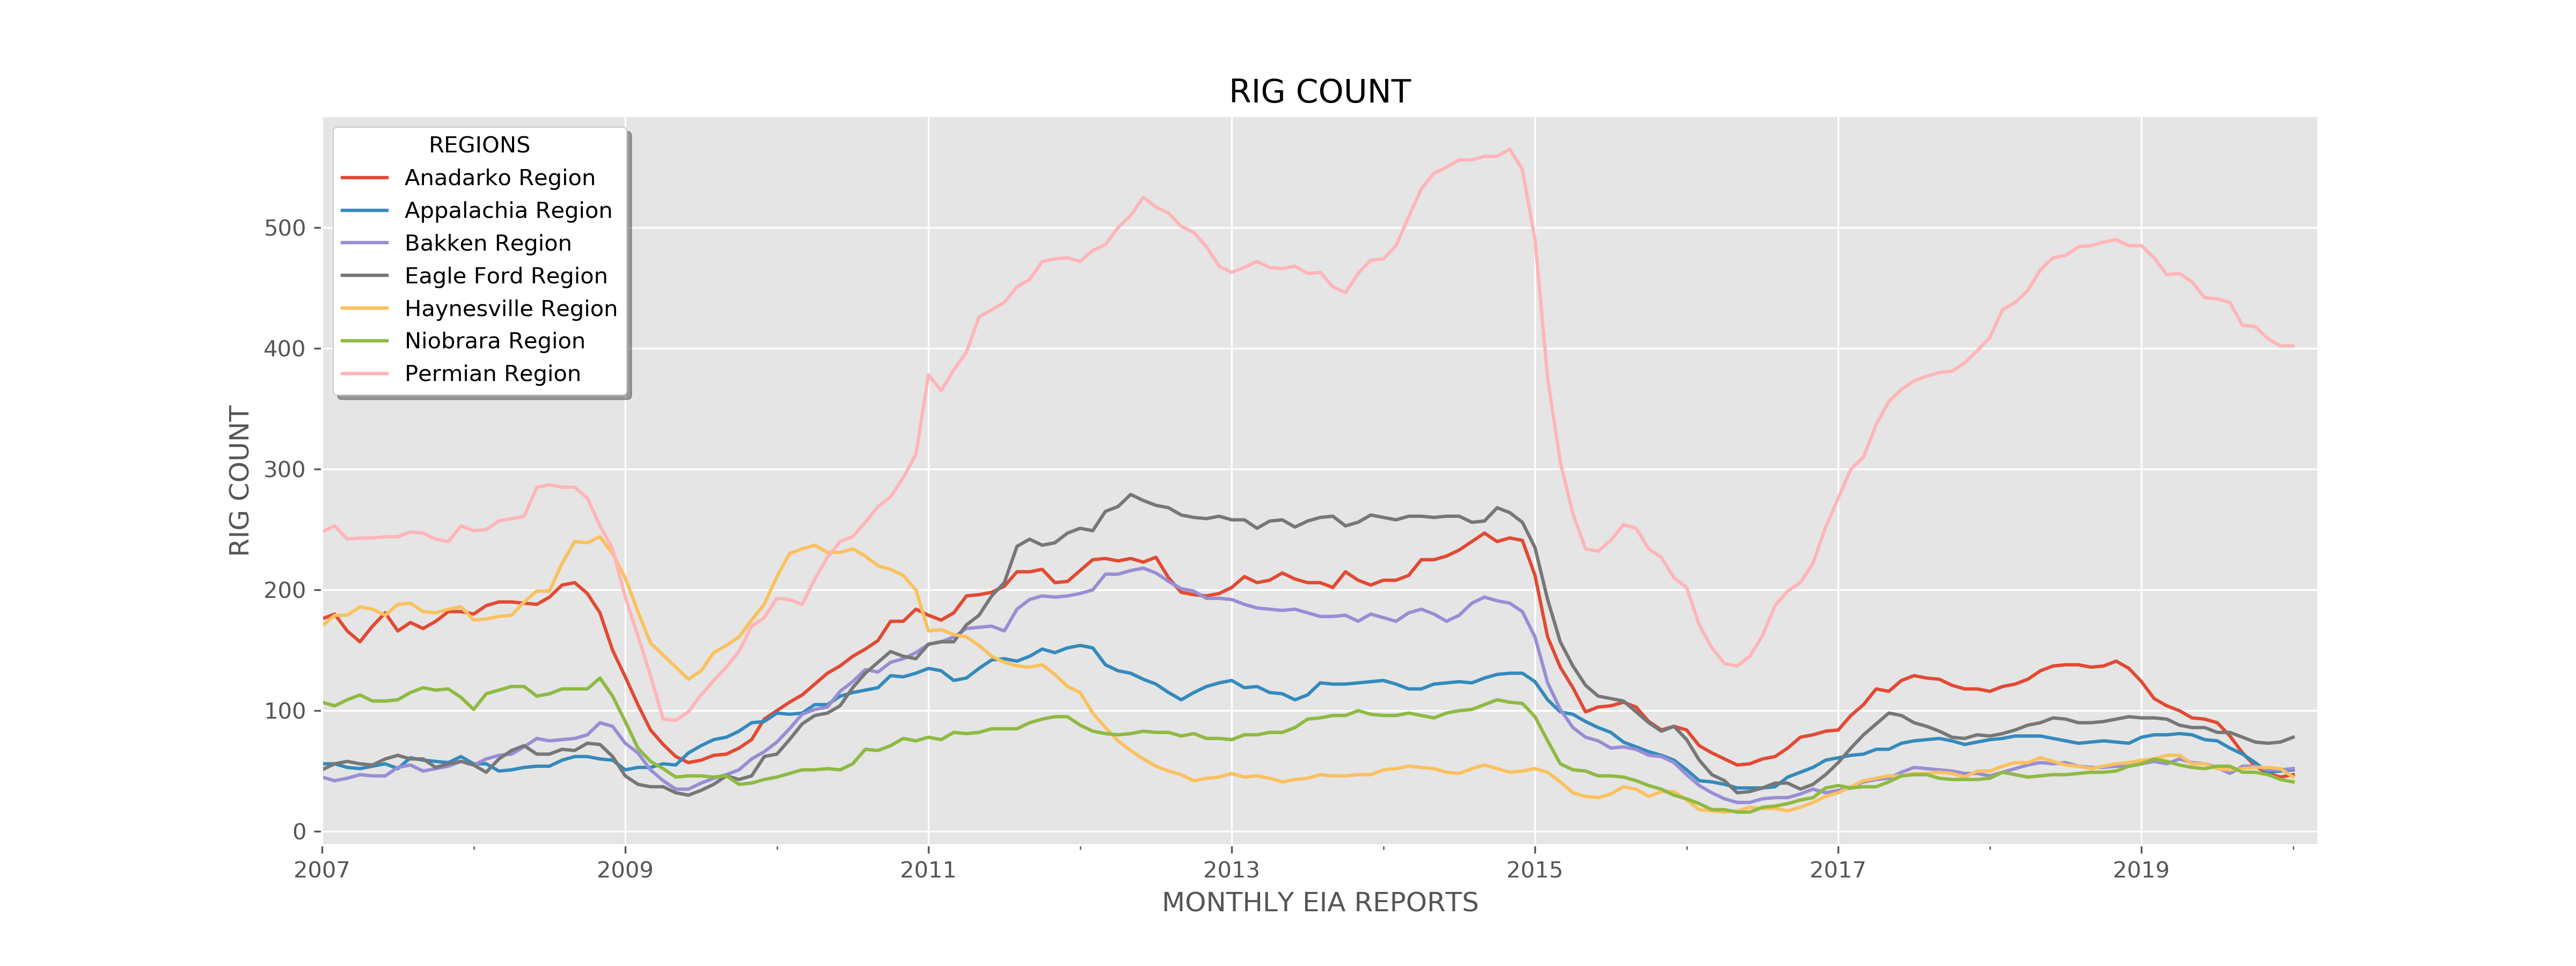 RIG COUNT
REGIONS
Anadarko Region
Appalachia Region
Bakken Region
Eagle Ford Region
Haynesville Region
Niobrara Region
Permian Region
RIG COUNT
500
400
300
200
100
0
2007 2009 2011 2013 2015 2017 2019
MONTHLY EIA REPORTS